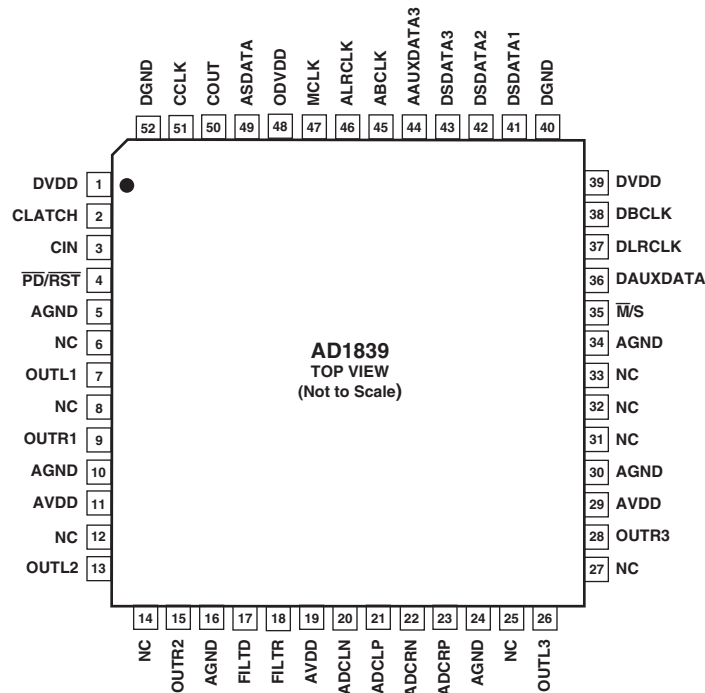 DGND
CCLK
COUT
ASDATA
ODVDD
MCLK
ALRCLK
ABCLK
AAUXDATA3
DSDATA3
DSDATA2
DSDATA1
DGND
52 51 50 49 48 47 46 45 44 43 42 41 40
DVDD 1
CLATCH 2
CIN 3
PD/RST 4
AGND 5
NC 6
OUTL1 7
NC 8
OUTR1 9
AGND 10
AVDD 11
NC 12
OUTL2 13
AD1839
TOP VIEW
(Not to Scale)
39 DVDD
38 DBCLK
37 DLRCLK
36 DAUXDATA
35 M/S
34 AGND
33 NC
32 NC
31 NC
30 AGND
29 AVDD
28 OUTR3
27 NC
14 15 16 17 18 19 20 21 22 23 24 25 26
NC
OUTR2
AGND
FILTD
FILTR
AVDD
ADCLN
ADCLP
ADCRN
ADCRP
AGND
NC
OUTL3